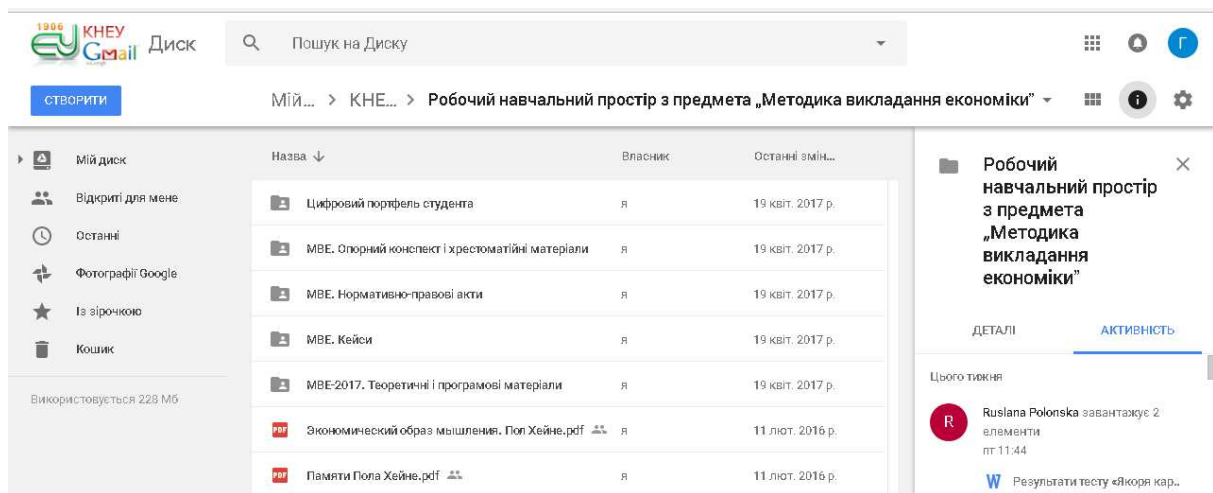 1906
КНЕУ
Gmail
Диск
Пошук на Диску
Г
СТВОРИТИ
Мій... > КНЕ... > Робочий навчальний простір з предмета „Методика викладання економіки”
Мій диск
Відкриті для мене
Останні
Фотографії Google
Із зірочкою
Кошик
Використовується 228 Мб
Назва Власник Останні змін...
Цифровий портфель студента я 19 квіт. 2017 р.
МВЕ. Опорний конспект і хрестоматійні матеріали я 19 квіт. 2017 р.
МВЕ. Нормативно-правові акти я 19 квіт. 2017 р.
МВЕ. Кейси я 19 квіт. 2017 р.
МВЕ-2017. Теоретичні і програмові матеріали я 19 квіт. 2017 р.
PDF Экономический образ мышления. Пол Хейне.pdf я 11 лют. 2016 р.
PDF Памяти Пола Хейне.pdf я 11 лют. 2016 р.
Робочий
навчальний простір
з предмета
„Методика
викладання
економіки”
ДЕТАЛІ АКТИВНІСТЬ
Цього тижня
R
Ruslana Polonska завантажує 2
елементи
пт 11:44
W Результати тесту «Якоря кар..